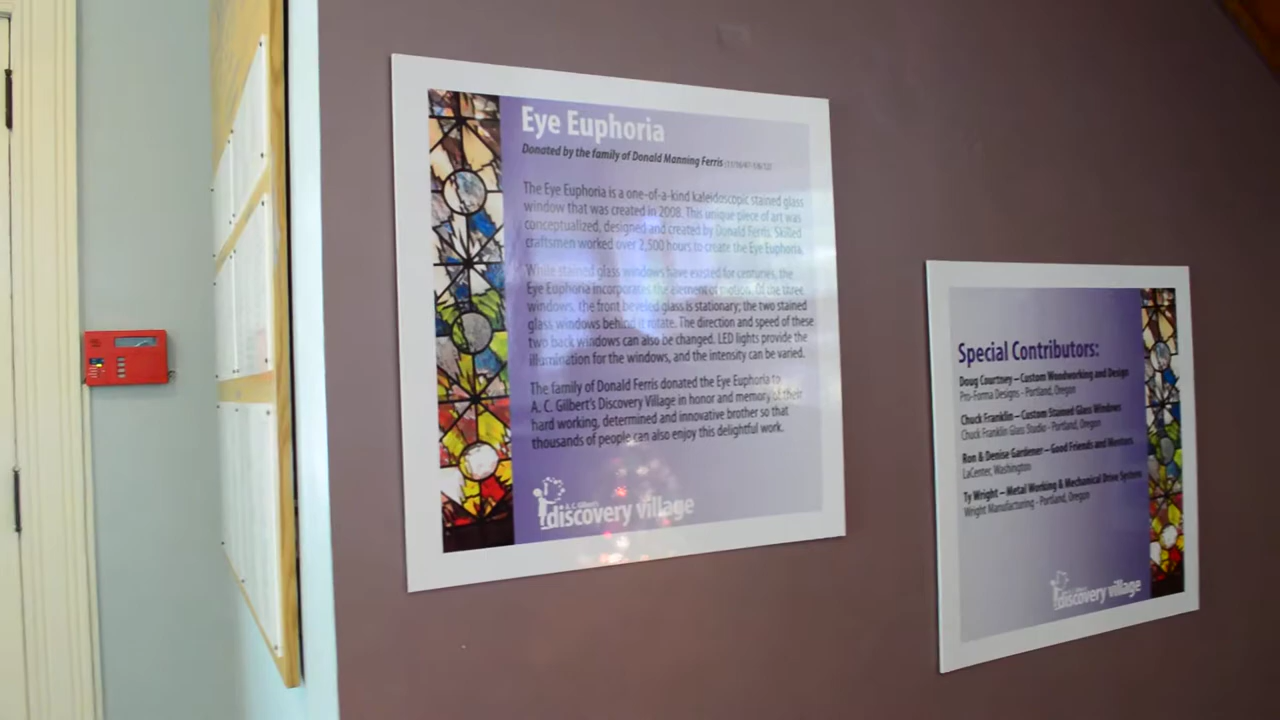 Eye Euphoria
Donated by the family of Donald Manning Ferris
The Eye Euphoria is a one-of-a-kind kaleidoscopic stained glass
window that was created in 2008. This unique piece of art was
conceptualized, designed and created by Donald Ferris. Skilled
craftsmen worked over 2,500 hours to create the Eye Euphoria.
While stained glass windows have existed for centuries, the
Eye Euphoria incorporates the element of motion. Of the three
windows, the front beveled glass is stationary; the two stained
glass windows behind it rotate. The direction and speed of these
two back windows can also be changed. LED lights provide the
illumination for the windows, and the intensity can be varied.
The family of Donald Ferris donated the Eye Euphoria to
A. C. Gilbert's Discovery Village in honor and memory of their
hard working, determined and innovative brother so that
thousands of people can also enjoy this delightful work.
A. C. Gilbert's
discovery village
Special Contributors:
Doug Courtney – Custom Woodworking and Design
Pro-Forma Designs - Portland, Oregon
Chuck Franklin – Custom Stained Glass Windows
Chuck Franklin Glass Studio - Portland, Oregon
Ron & Denise Gardener – Good Friends and Mentors
LaCenter, Washington
Ty Wright – Metal Working & Mechanical Drive System
Wright Manufacturing - Portland, Oregon
discovery village